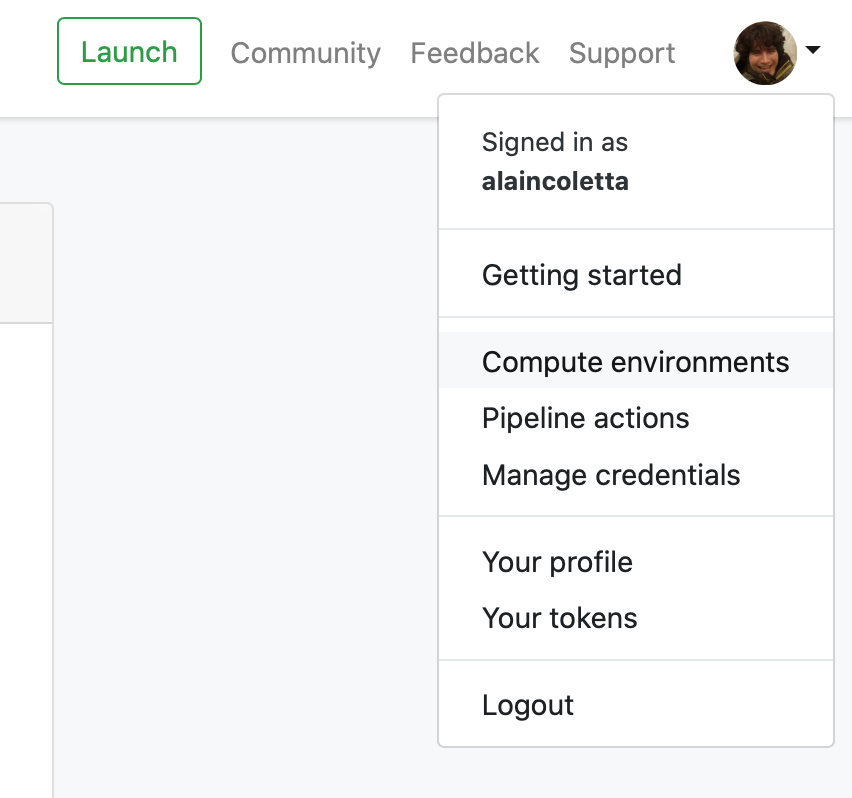 Launch Community Feedback Support
Signed in as
alaincoletta
Getting started
Compute environments
Pipeline actions
Manage credentials
Your profile
Your tokens
Logout